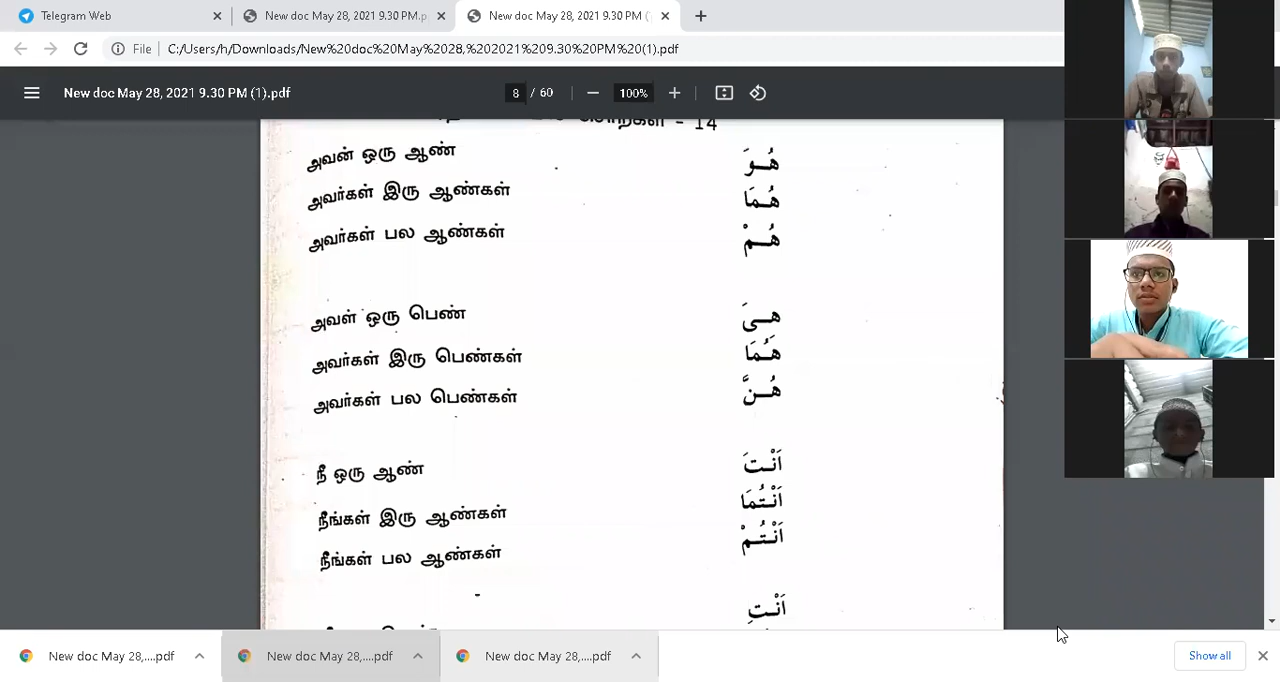 Telegram Web
New doc May 28, 2021 9.30 PM.p
New doc May 28, 2021 9.30 PM (
File
C:/Users/h/Downloads/New%20doc%20May%2028,%202021%209.30%20PM%20(1).pdf
New doc May 28, 2021 9.30 PM (1).pdf
8 / 60
100%
14
அவன் ஒரு ஆண் هُوَ
அவர்கள் இரு ஆண்கள் هُمَا
அவர்கள் பல ஆண்கள் هُمْ
அவள் ஒரு பெண் هِىَ
அவர்கள் இரு பெண்கள் هُمَا
அவர்கள் பல பெண்கள் هُنَّ
நீ ஒரு ஆண் اَنْتَ
நீங்கள் இரு ஆண்கள் اَنْتُمَا
நீங்கள் பல ஆண்கள் اَنْتُمْ
اَنْتِ
New doc May 28,....pdf
New doc May 28,....pdf
New doc May 28,....pdf
Show all